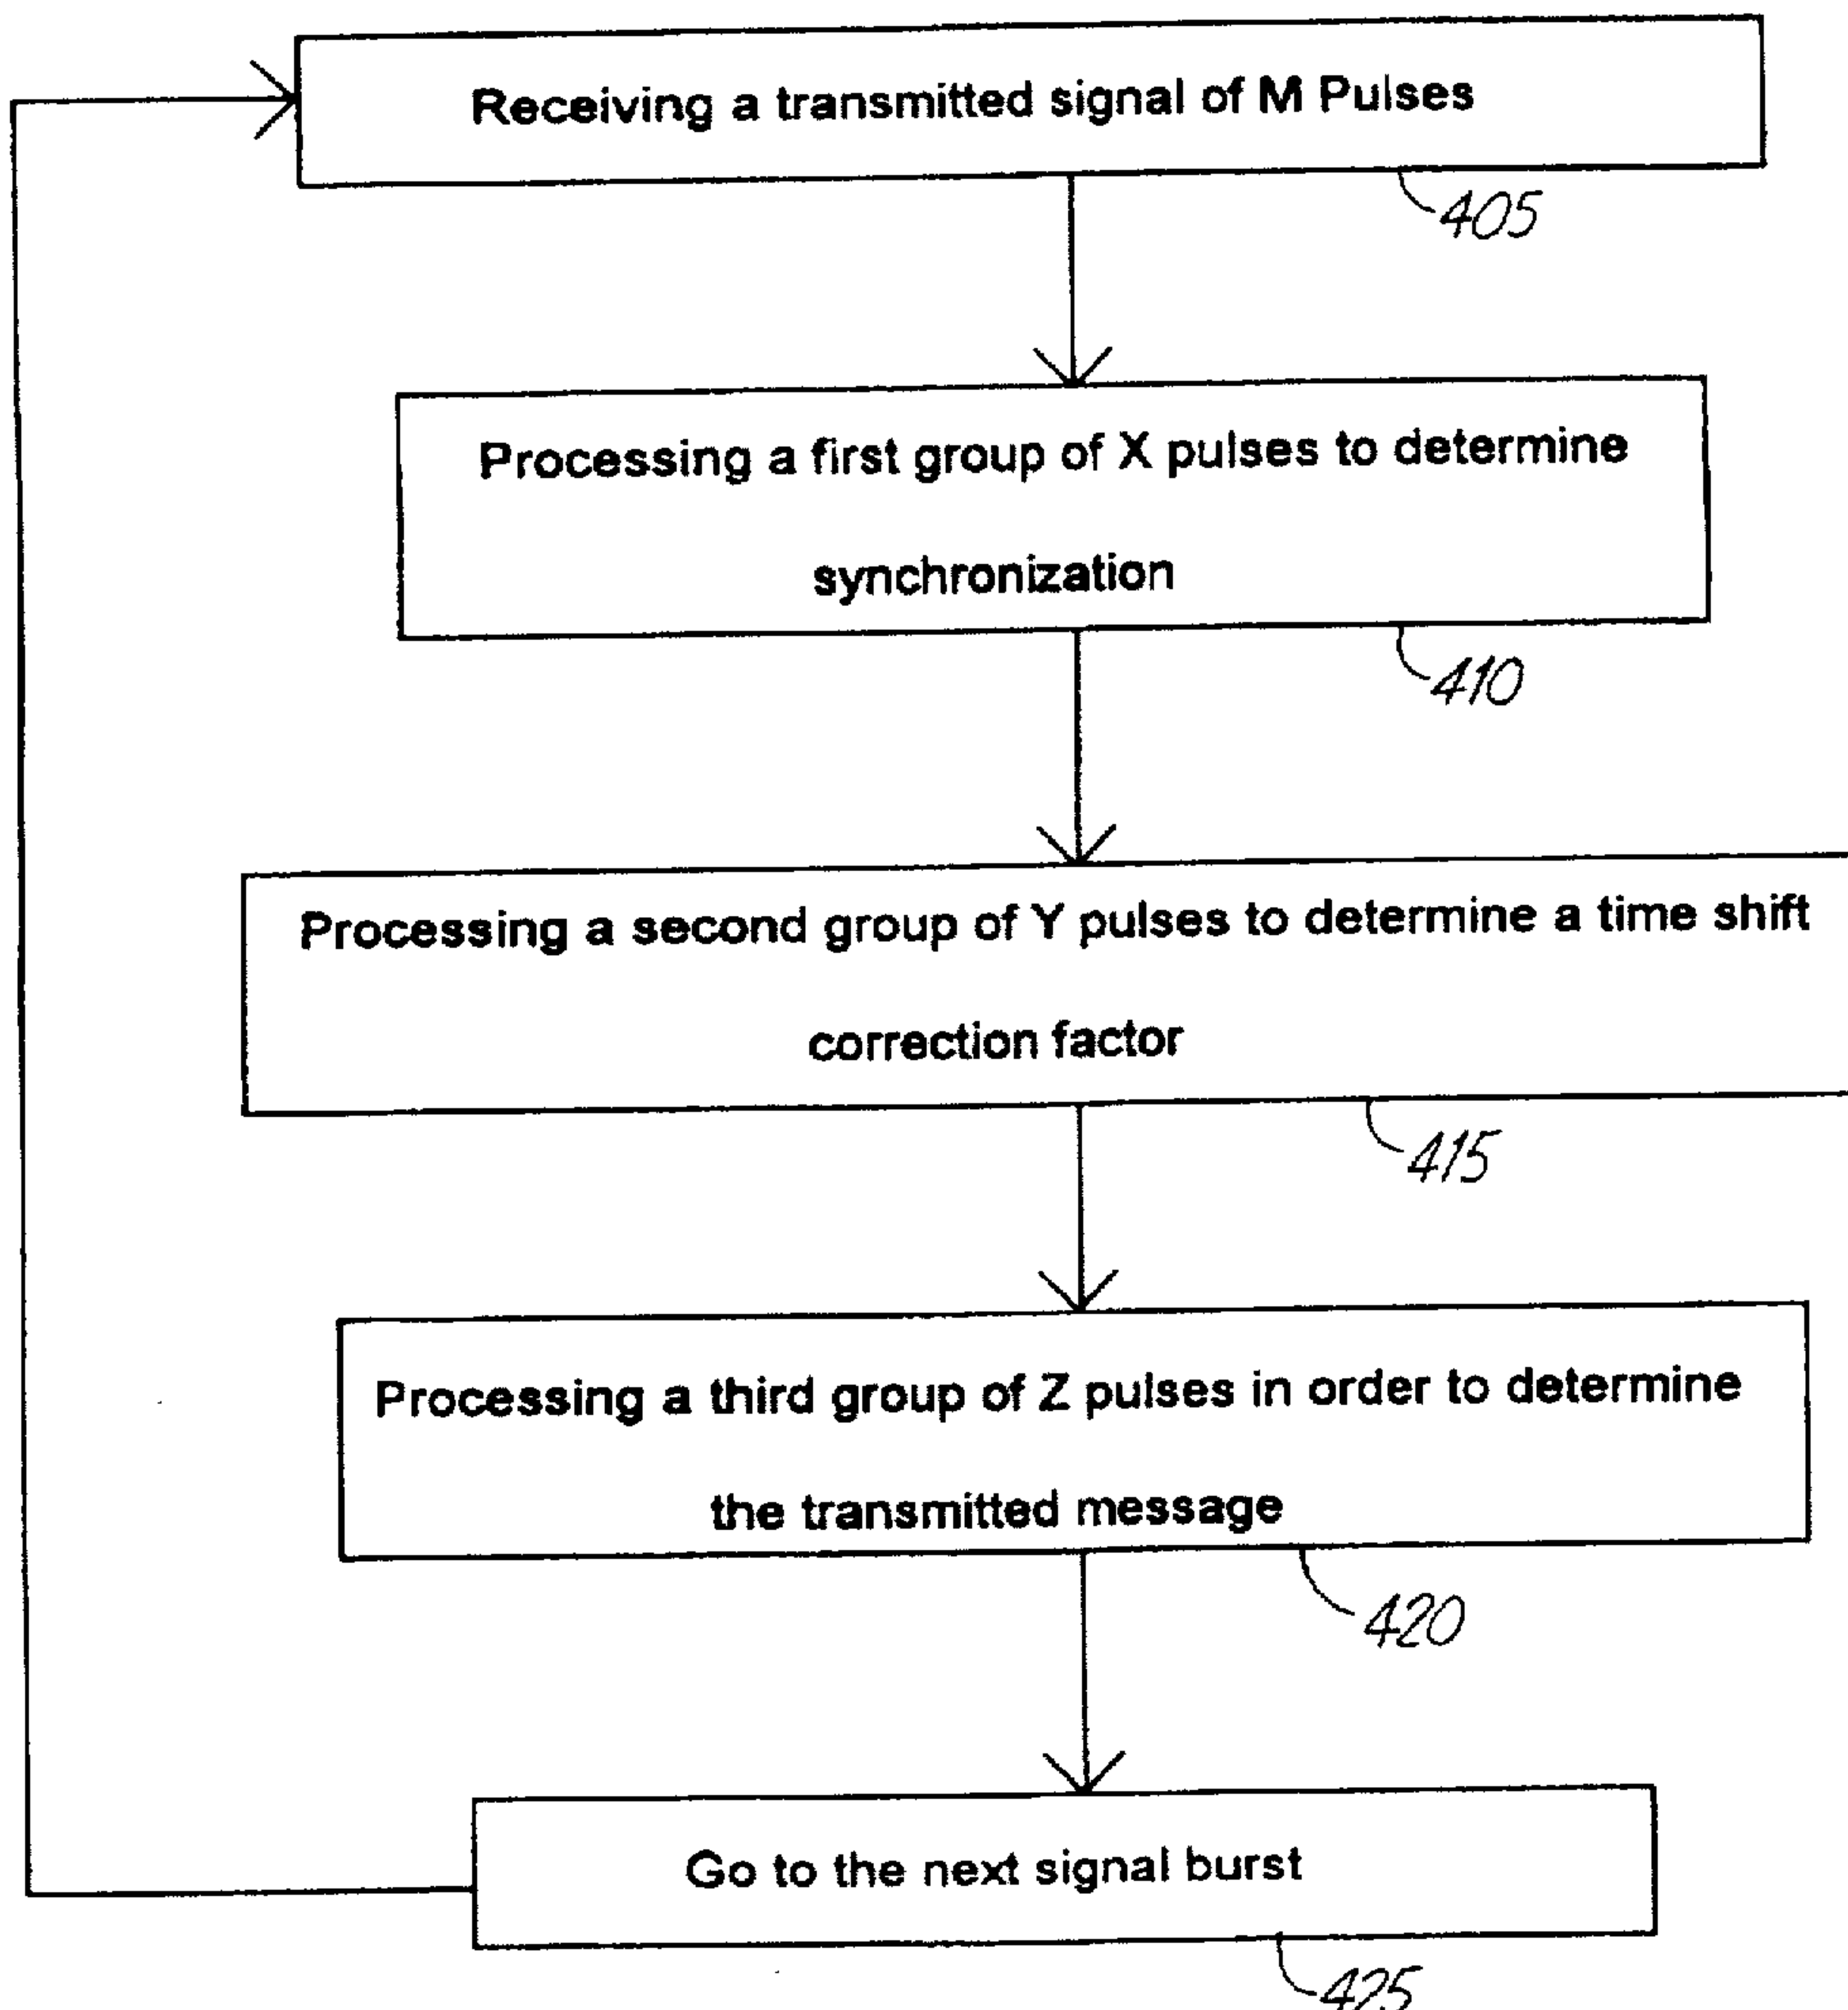 Receiving a transmitted signal of M Pulses
405
Processing a first group of X pulses to determine
synchronization
410
Processing a second group of Y pulses to determine a time shift
correction factor
415
Processing a third group of Z pulses in order to determine
the transmitted message
420
Go to the next signal burst
425